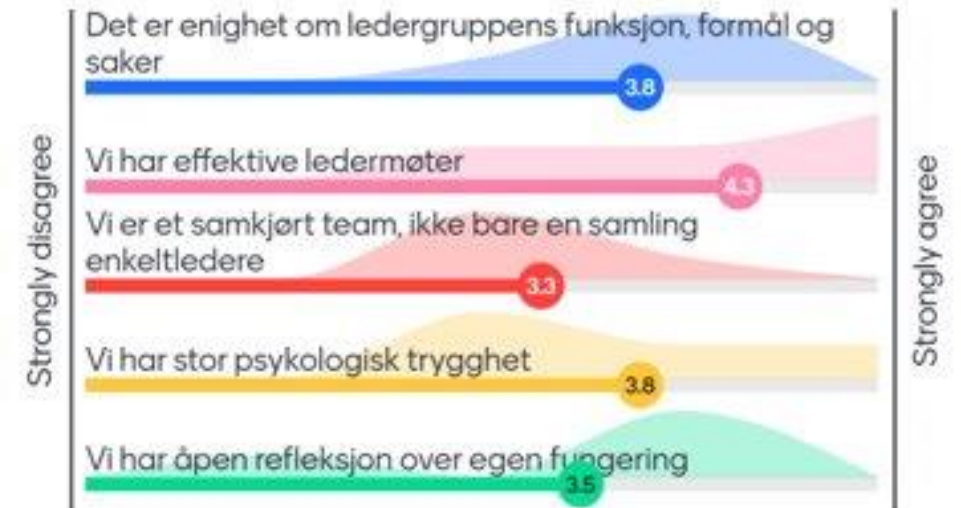 Det er enighet om ledergruppens funksjon, formål og
saker
3.8
Vi har effektive ledermøter
4.3
Vi er et samkjørt team, ikke bare en samling
enkeltledere
3.3
Vi har stor psykologisk trygghet
3.8
Vi har åpen refleksjon over egen fungering
3.5
Strongly disagree
Strongly agree